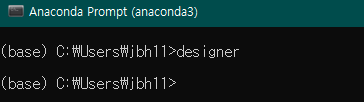 Anaconda Prompt (anaconda3)
(base) C:₩Users₩jbh11>designer
(base) C:₩Users₩jbh11>